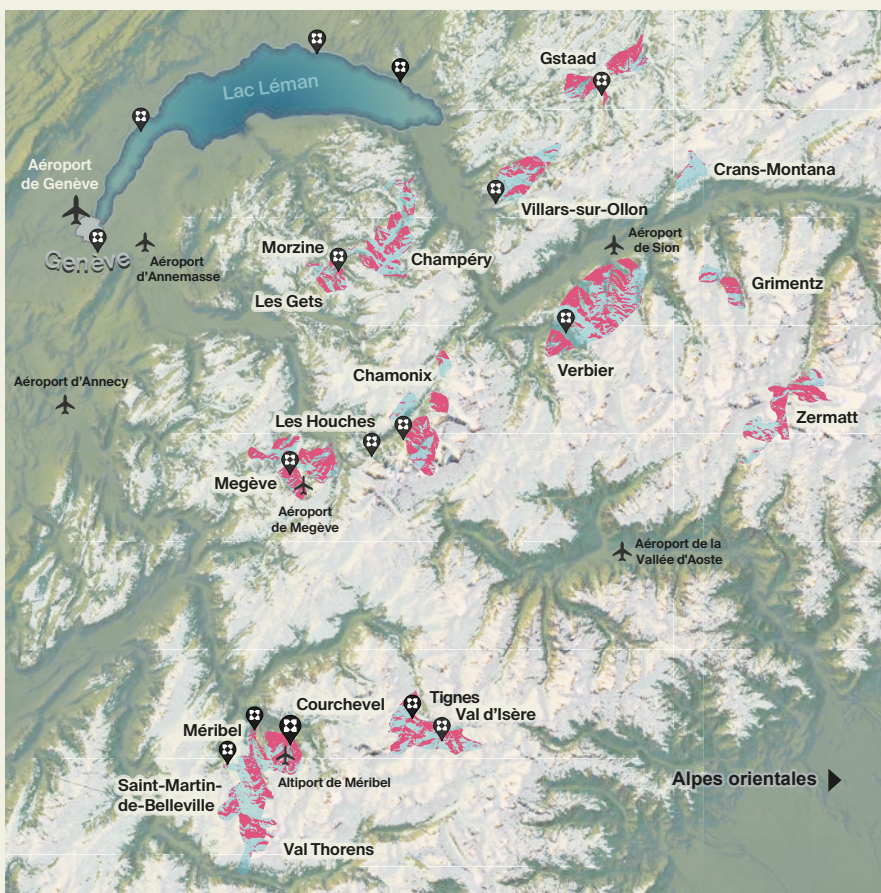 Gstaad
Lac Léman
Aéroport
de Genève
Crans-Montana
Villars-sur-Ollon
Aéroport
de Sion
Morzine
Genève
Aéroport
d'Annemasse
Champéry
Les Gets
Grimentz
Verbier
Chamonix
Aéroport d'Annecy
Les Houches
Zermatt
Megève
Aéroport
de Megève
Aéroport de la
Vallée d'Aoste
Tignes
Courchevel
Val d'Isère
Méribel
Alpes orientales
Altiport de Méribel
Saint-Martin-
de-Belleville
Val Thorens